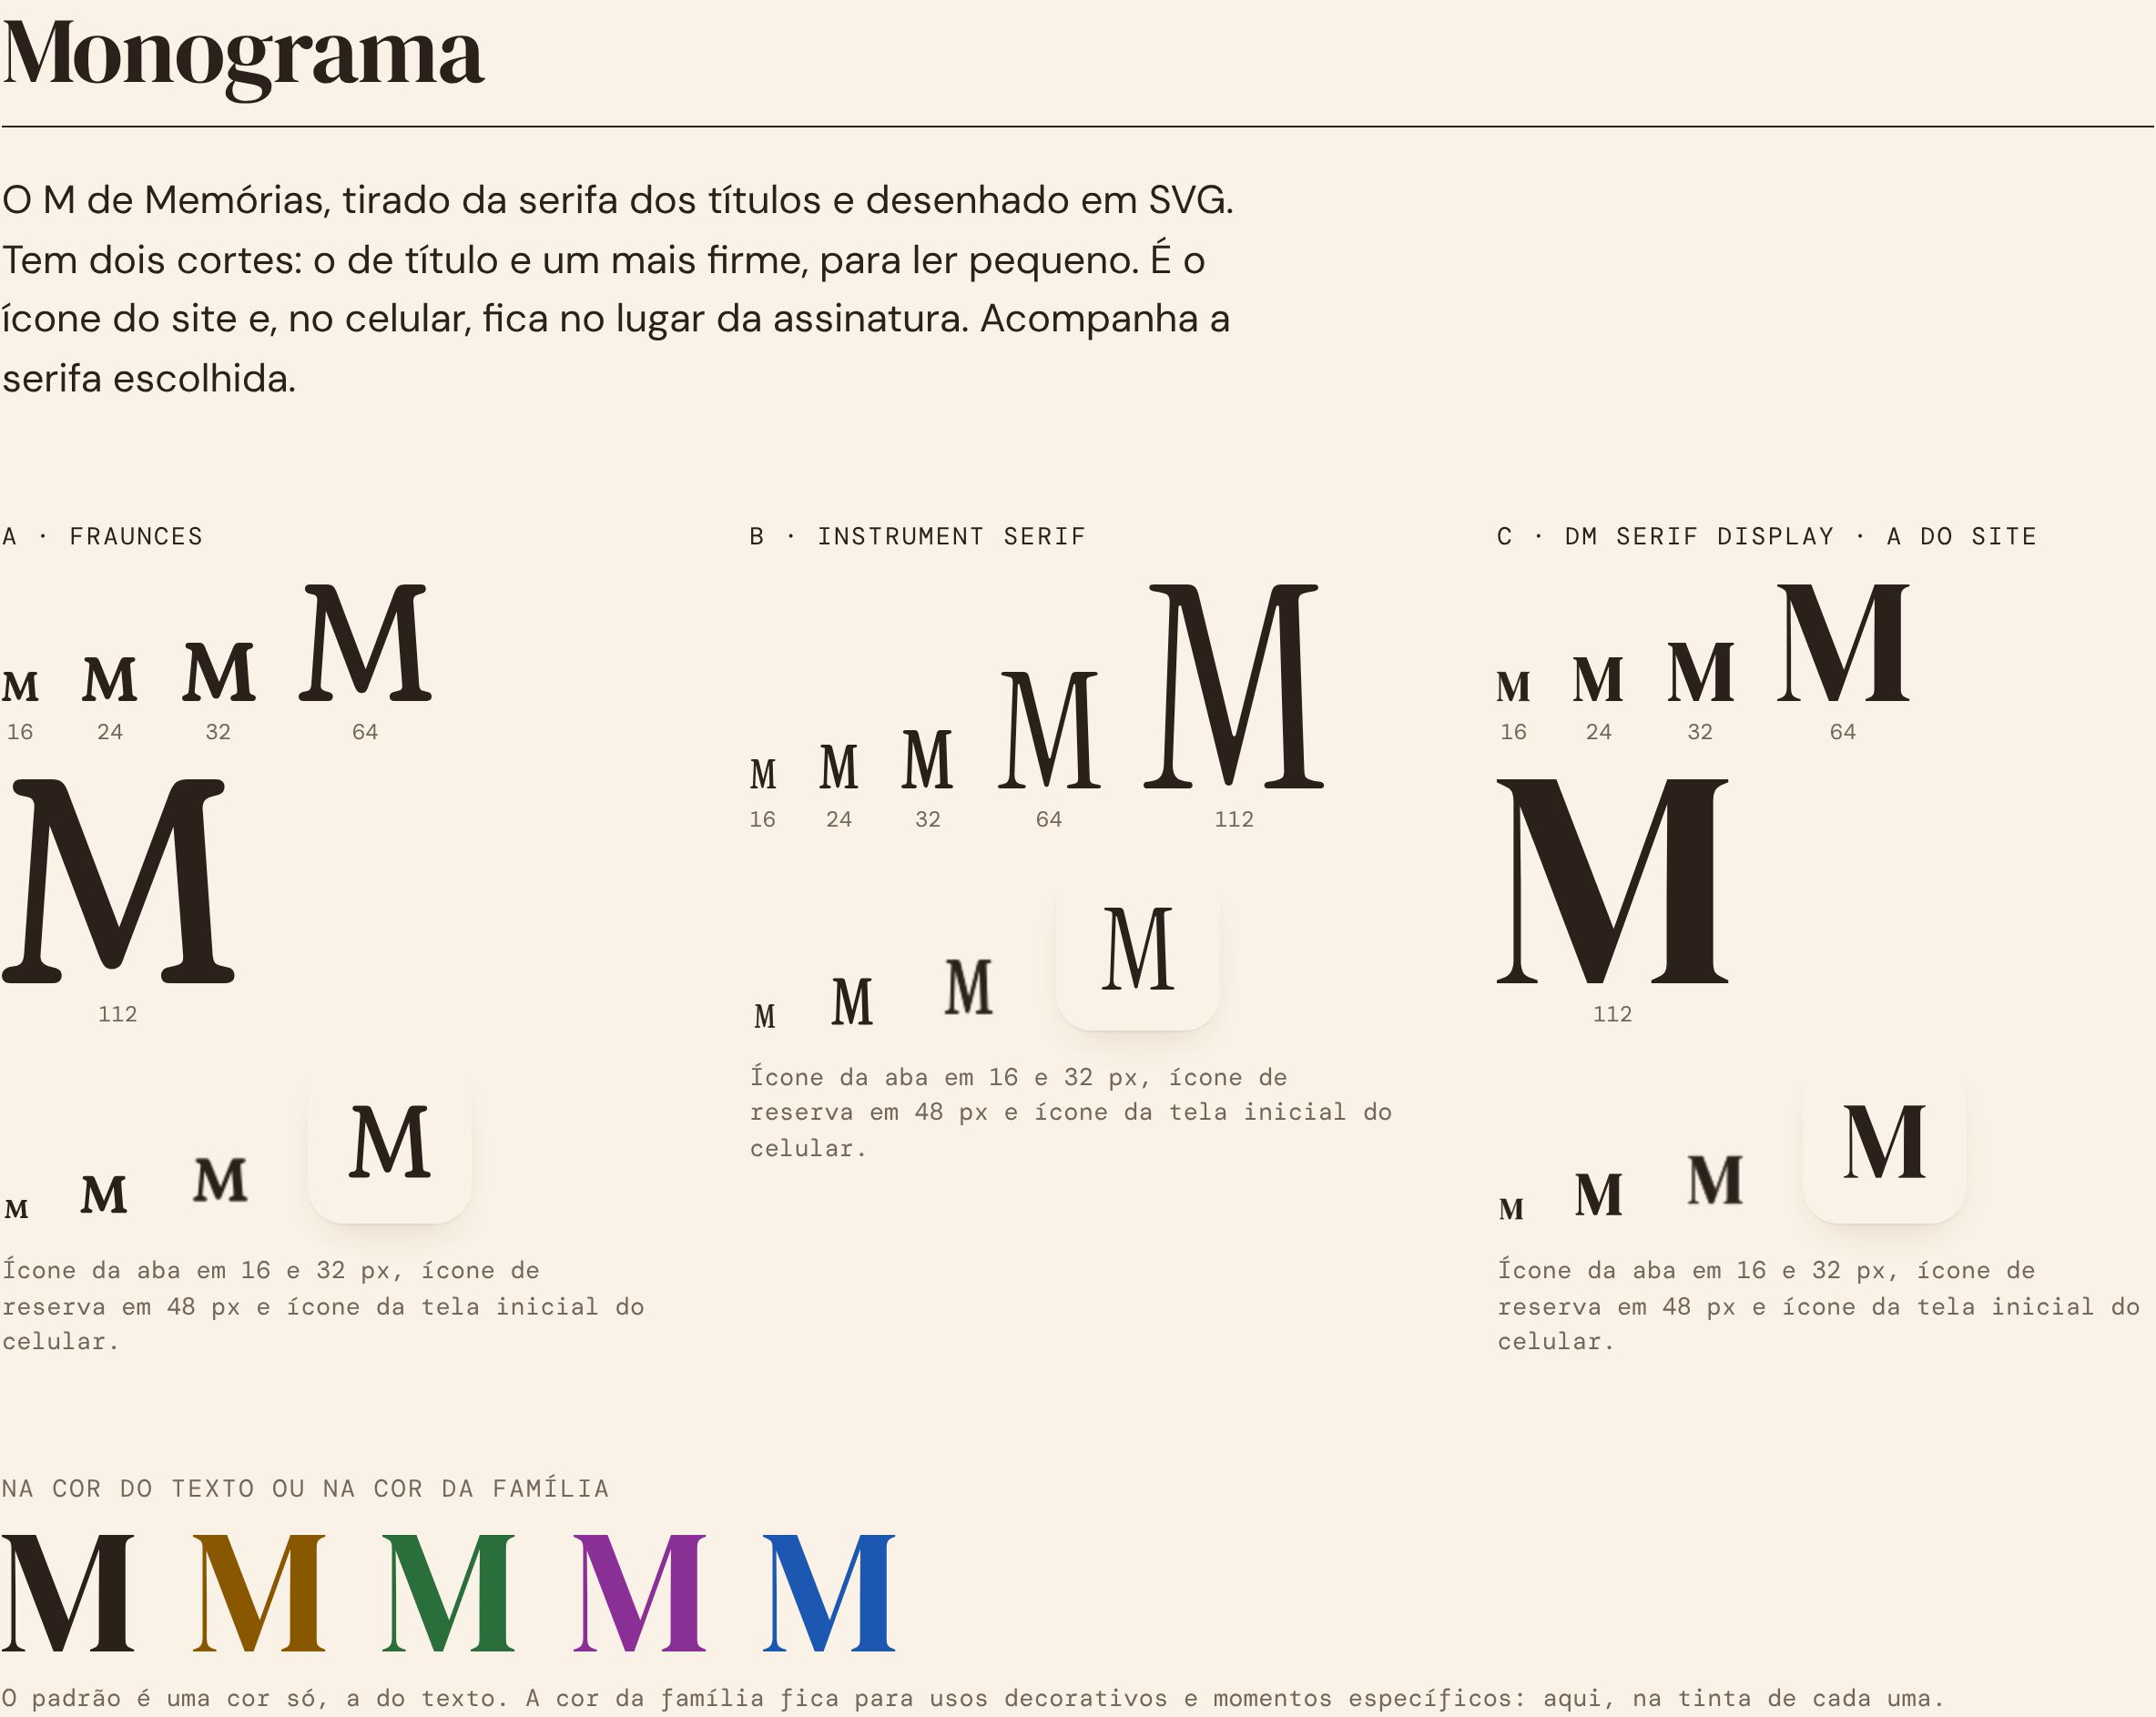 Monograma
O M de Memórias, tirado da serifa dos títulos e desenhado em SVG.
Tem dois cortes: o de título e um mais firme, para ler pequeno. É o
ícone do site e, no celular, fica no lugar da assinatura. Acompanha a
serifa escolhida.
A · FRAUNCES
M M M M
16 24 32 64
M
112
M M M M
Ícone da aba em 16 e 32 px, ícone de
reserva em 48 px e ícone da tela inicial do
celular.
B · INSTRUMENT SERIF
M M M M M
16 24 32 64 112
M M M M
Ícone da aba em 16 e 32 px, ícone de
reserva em 48 px e ícone da tela inicial do
celular.
C · DM SERIF DISPLAY · A DO SITE
M M M M
16 24 32 64
M
112
M M M M
Ícone da aba em 16 e 32 px, ícone de
reserva em 48 px e ícone da tela inicial do
celular.
NA COR DO TEXTO OU NA COR DA FAMÍLIA
M M M M M
O padrão é uma cor só, a do texto. A cor da família fica para usos decorativos e momentos específicos: aqui, na tinta de cada uma.